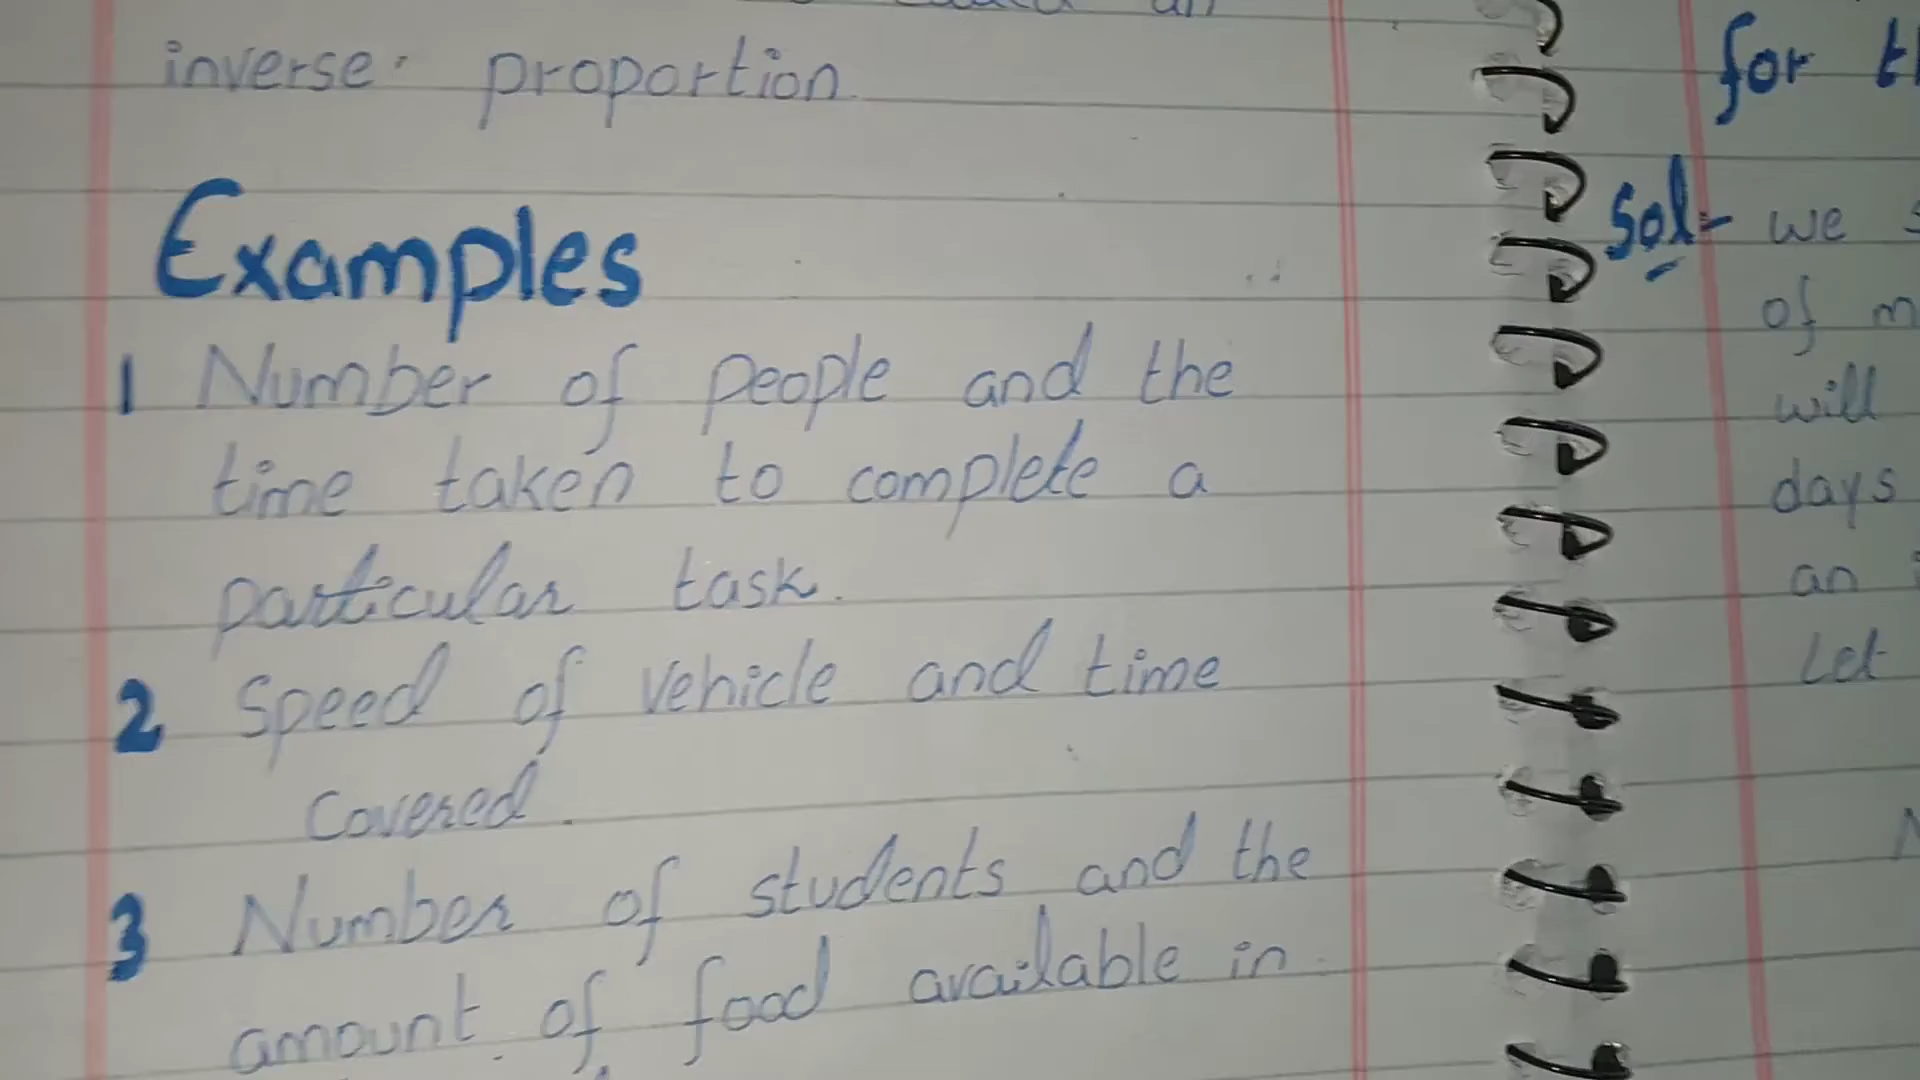 inverse. proportion.
Examples
1 Number of people and the
time taken to complete a
particular task.
2 Speed of vehicle and time
Covered.
3 Number of students and the
amount of food available in
for
Sol- we
of
will
days
an
Let